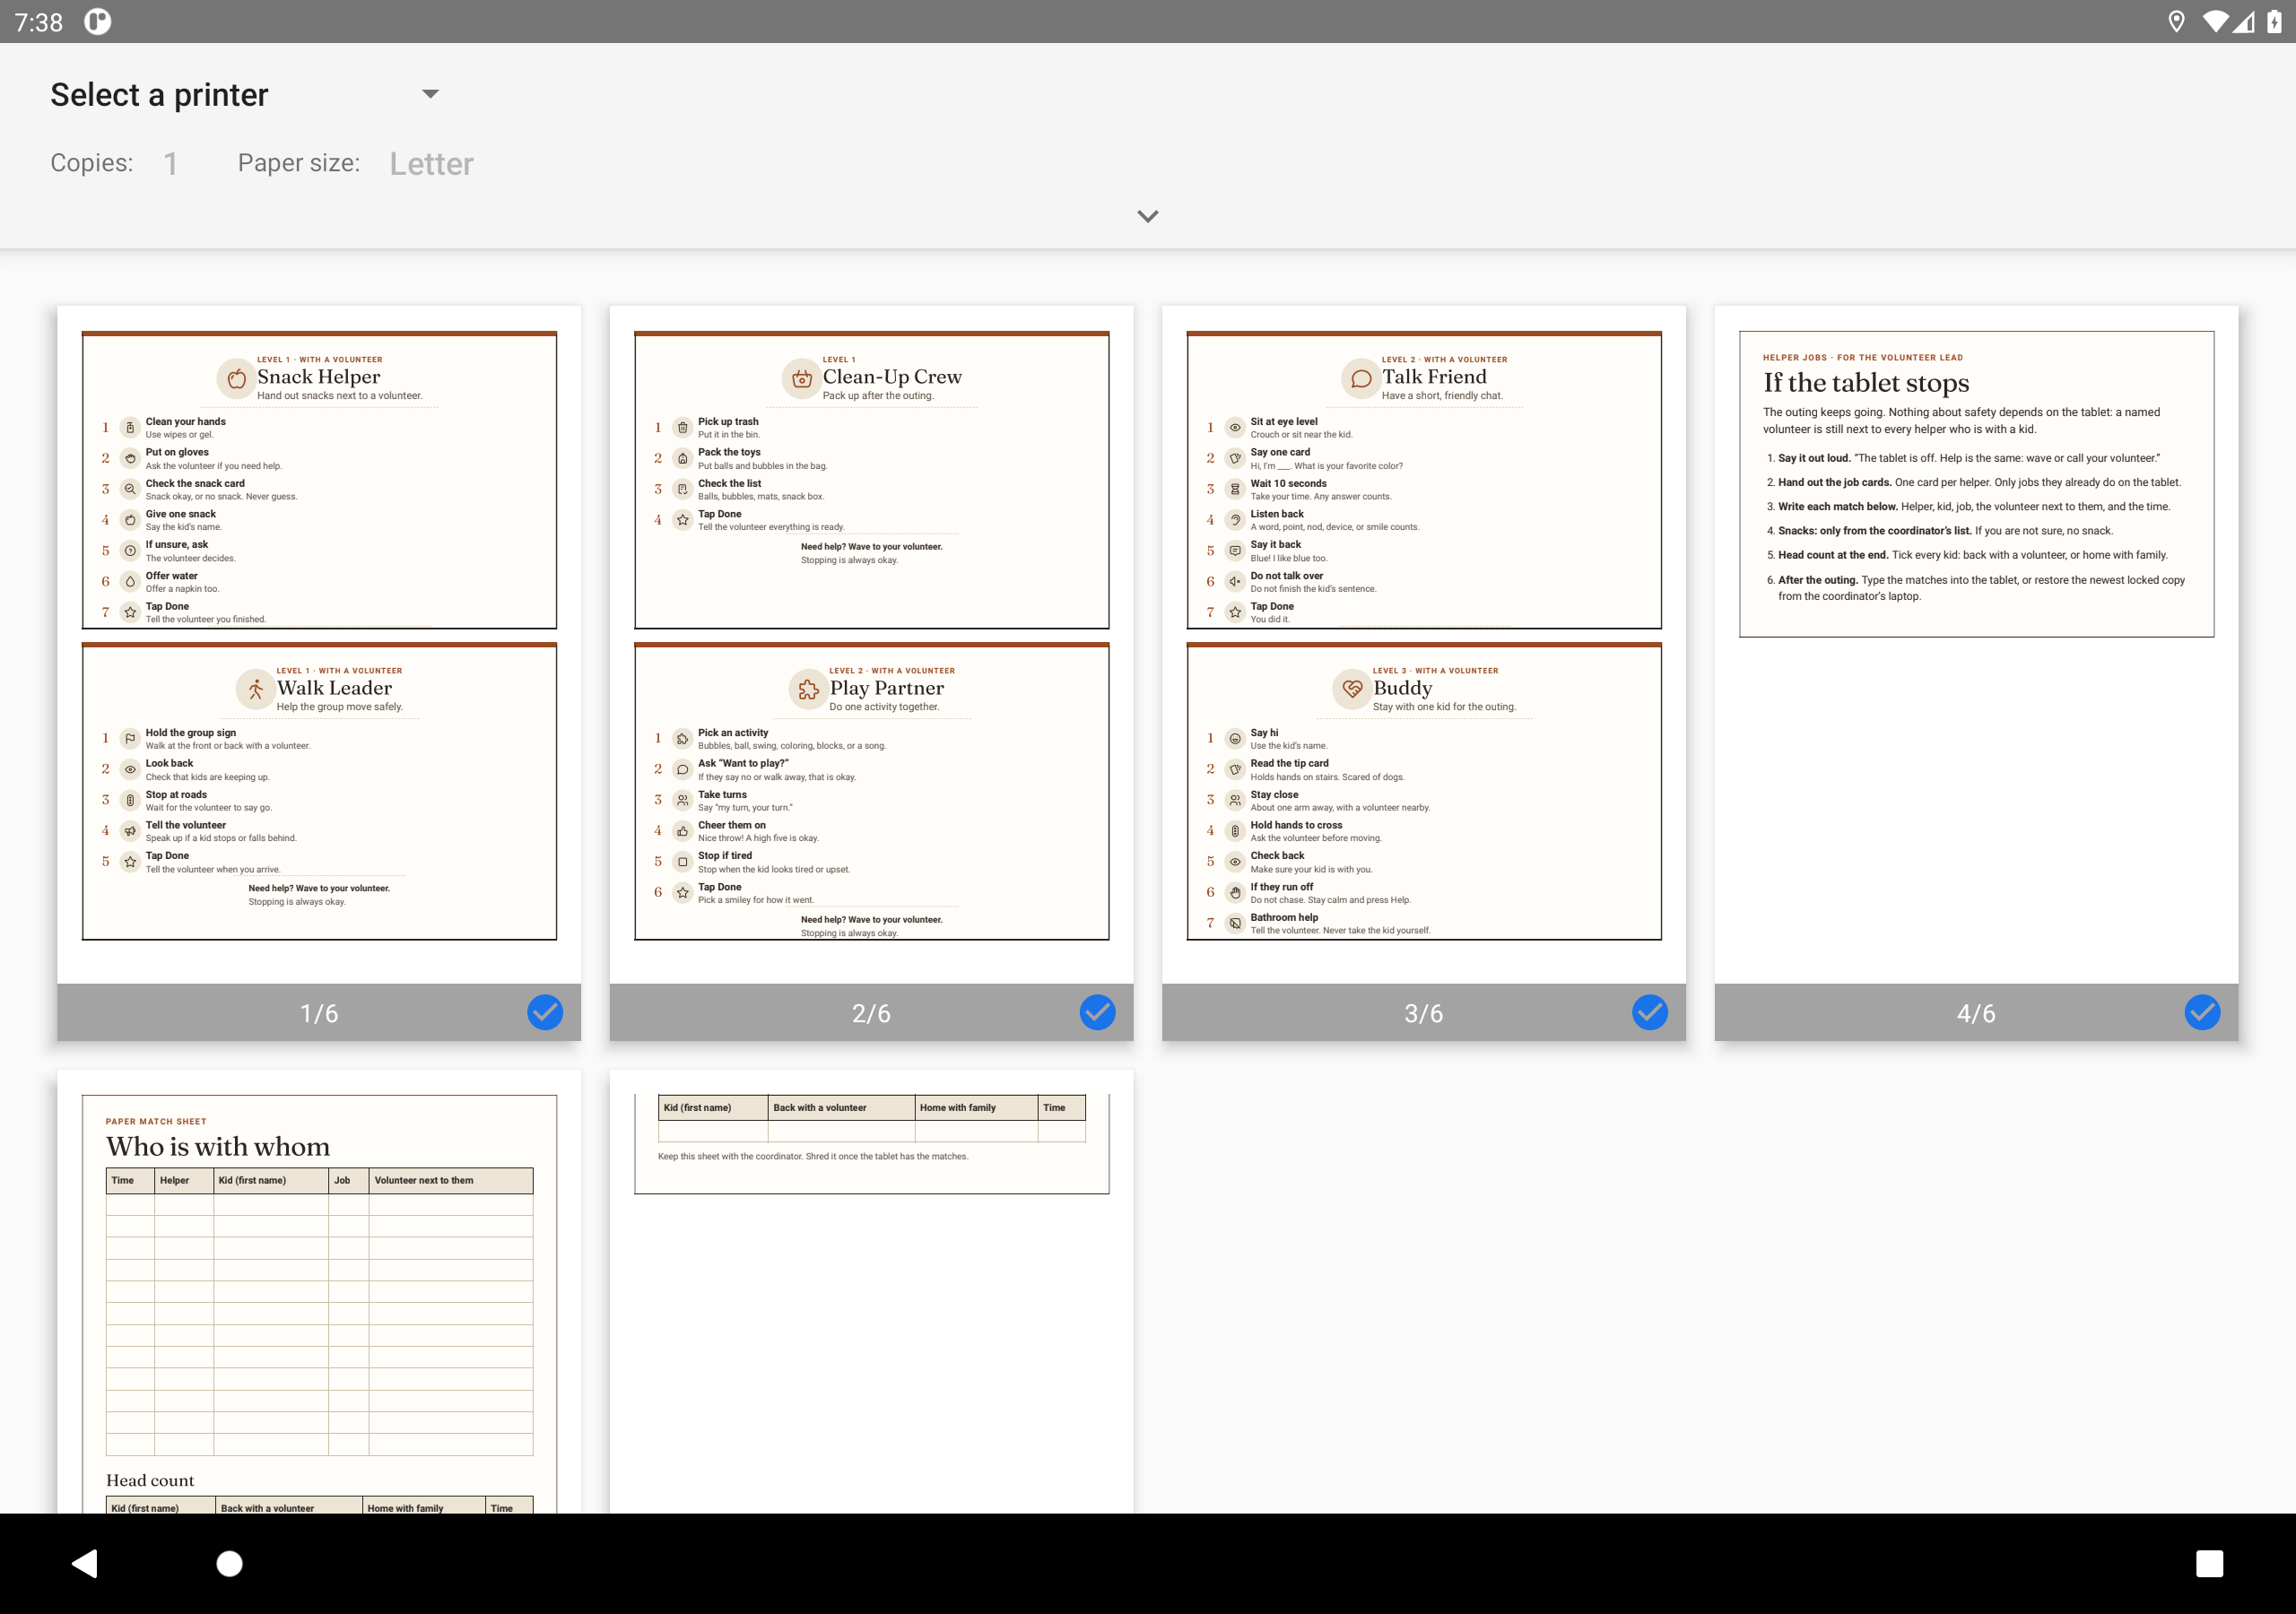 7:38
Select a printer
Copies: 1 Paper size: Letter
LEVEL 1 · WITH A VOLUNTEER
Snack Helper
Hand out snacks next to a volunteer.
1 Clean your hands
Use wipes or gel.
2 Put on gloves
Ask the volunteer if you need help.
3 Check the snack card
Snack okay, or no snack. Never guess.
4 Give one snack
Say the kid's name.
5 If unsure, ask
The volunteer decides.
6 Offer water
Offer a napkin too.
7 Tap Done
Tell the volunteer you finished.
LEVEL 1 · WITH A VOLUNTEER
Walk Leader
Help the group move safely.
1 Hold the group sign
Walk at the front or back with a volunteer.
2 Look back
Check that kids are keeping up.
3 Stop at roads
Wait for the volunteer to say go.
4 Tell the volunteer
Speak up if a kid stops or falls behind.
5 Tap Done
Tell the volunteer when you arrive.
Need help? Wave to your volunteer.
Stopping is always okay.
1/6
LEVEL 1
Clean-Up Crew
Pack up after the outing.
1 Pick up trash
Put it in the bin.
2 Pack the toys
Put balls and bubbles in the bag.
3 Check the list
Balls, bubbles, mats, snack box.
4 Tap Done
Tell the volunteer everything is ready.
Need help? Wave to your volunteer.
Stopping is always okay.
LEVEL 2 · WITH A VOLUNTEER
Play Partner
Do one activity together.
1 Pick an activity
Bubbles, ball, swing, coloring, blocks, or a song.
2 Ask “Want to play?”
If they say no or walk away, that is okay.
3 Take turns
Say “my turn, your turn.”
4 Cheer them on
Nice throw! A high five is okay.
5 Stop if tired
Stop when the kid looks tired or upset.
6 Tap Done
Pick a smiley for how it went.
Need help? Wave to your volunteer.
Stopping is always okay.
2/6
LEVEL 2 · WITH A VOLUNTEER
Talk Friend
Have a short, friendly chat.
1 Sit at eye level
Crouch or sit near the kid.
2 Say one card
Hi, I'm ___. What is your favorite color?
3 Wait 10 seconds
Take your time. Any answer counts.
4 Listen back
A word, point, nod, device, or smile counts.
5 Say it back
Blue! I like blue too.
6 Do not talk over
Do not finish the kid's sentence.
7 Tap Done
You did it.
LEVEL 3 · WITH A VOLUNTEER
Buddy
Stay with one kid for the outing.
1 Say hi
Use the kid's name.
2 Read the tip card
Holds hands on stairs. Scared of dogs.
3 Stay close
About one arm away, with a volunteer nearby.
4 Hold hands to cross
Ask the volunteer before moving.
5 Check back
Make sure your kid is with you.
6 If they run off
Do not chase. Stay calm and press Help.
7 Bathroom help
Tell the volunteer. Never take the kid yourself.
3/6
HELPER JOBS · FOR THE VOLUNTEER LEAD
If the tablet stops
The outing keeps going. Nothing about safety depends on the tablet: a named
volunteer is still next to every helper who is with a kid.
1. Say it out loud. “The tablet is off. Help is the same: wave or call your volunteer.”
2. Hand out the job cards. One card per helper. Only jobs they already do on the tablet.
3. Write each match below. Helper, kid, job, the volunteer next to them, and the time.
4. Snacks: only from the coordinator's list. If you are not sure, no snack.
5. Head count at the end. Tick every kid: back with a volunteer, or home with family.
6. After the outing. Type the matches into the tablet, or restore the newest locked copy
from the coordinator's laptop.
4/6
PAPER MATCH SHEET
Who is with whom
Time Helper Kid (first name) Job Volunteer next to them
Head count
Kid (first name) Back with a volunteer Home with family Time
Kid (first name) Back with a volunteer Home with family Time
Keep this sheet with the coordinator. Shred it once the tablet has the matches.